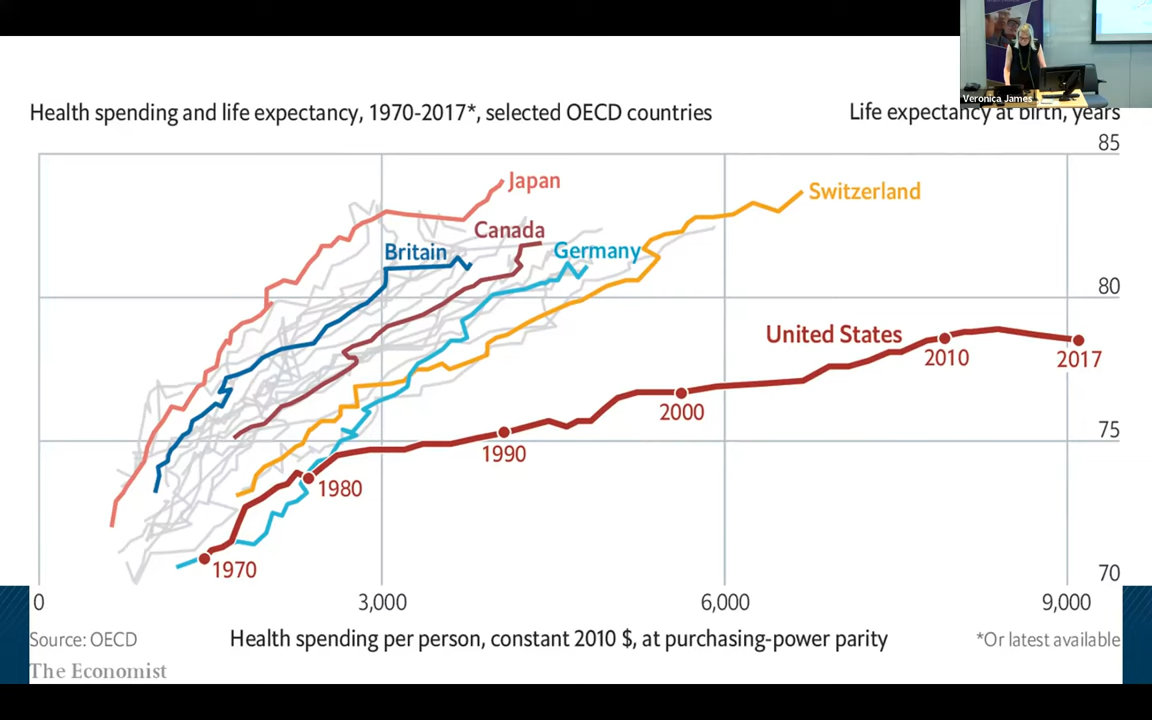 Veronica James
Health spending and life expectancy, 1970-2017*, selected OECD countries
Life expectancy at birth, years
85
Japan
Switzerland
Canada
Britain
Germany
80
United States
2010
2017
2000
75
1990
1980
1970
70
0
3,000
6,000
9,000
Source: OECD
Health spending per person, constant 2010 $, at purchasing-power parity
*Or latest available
The Economist